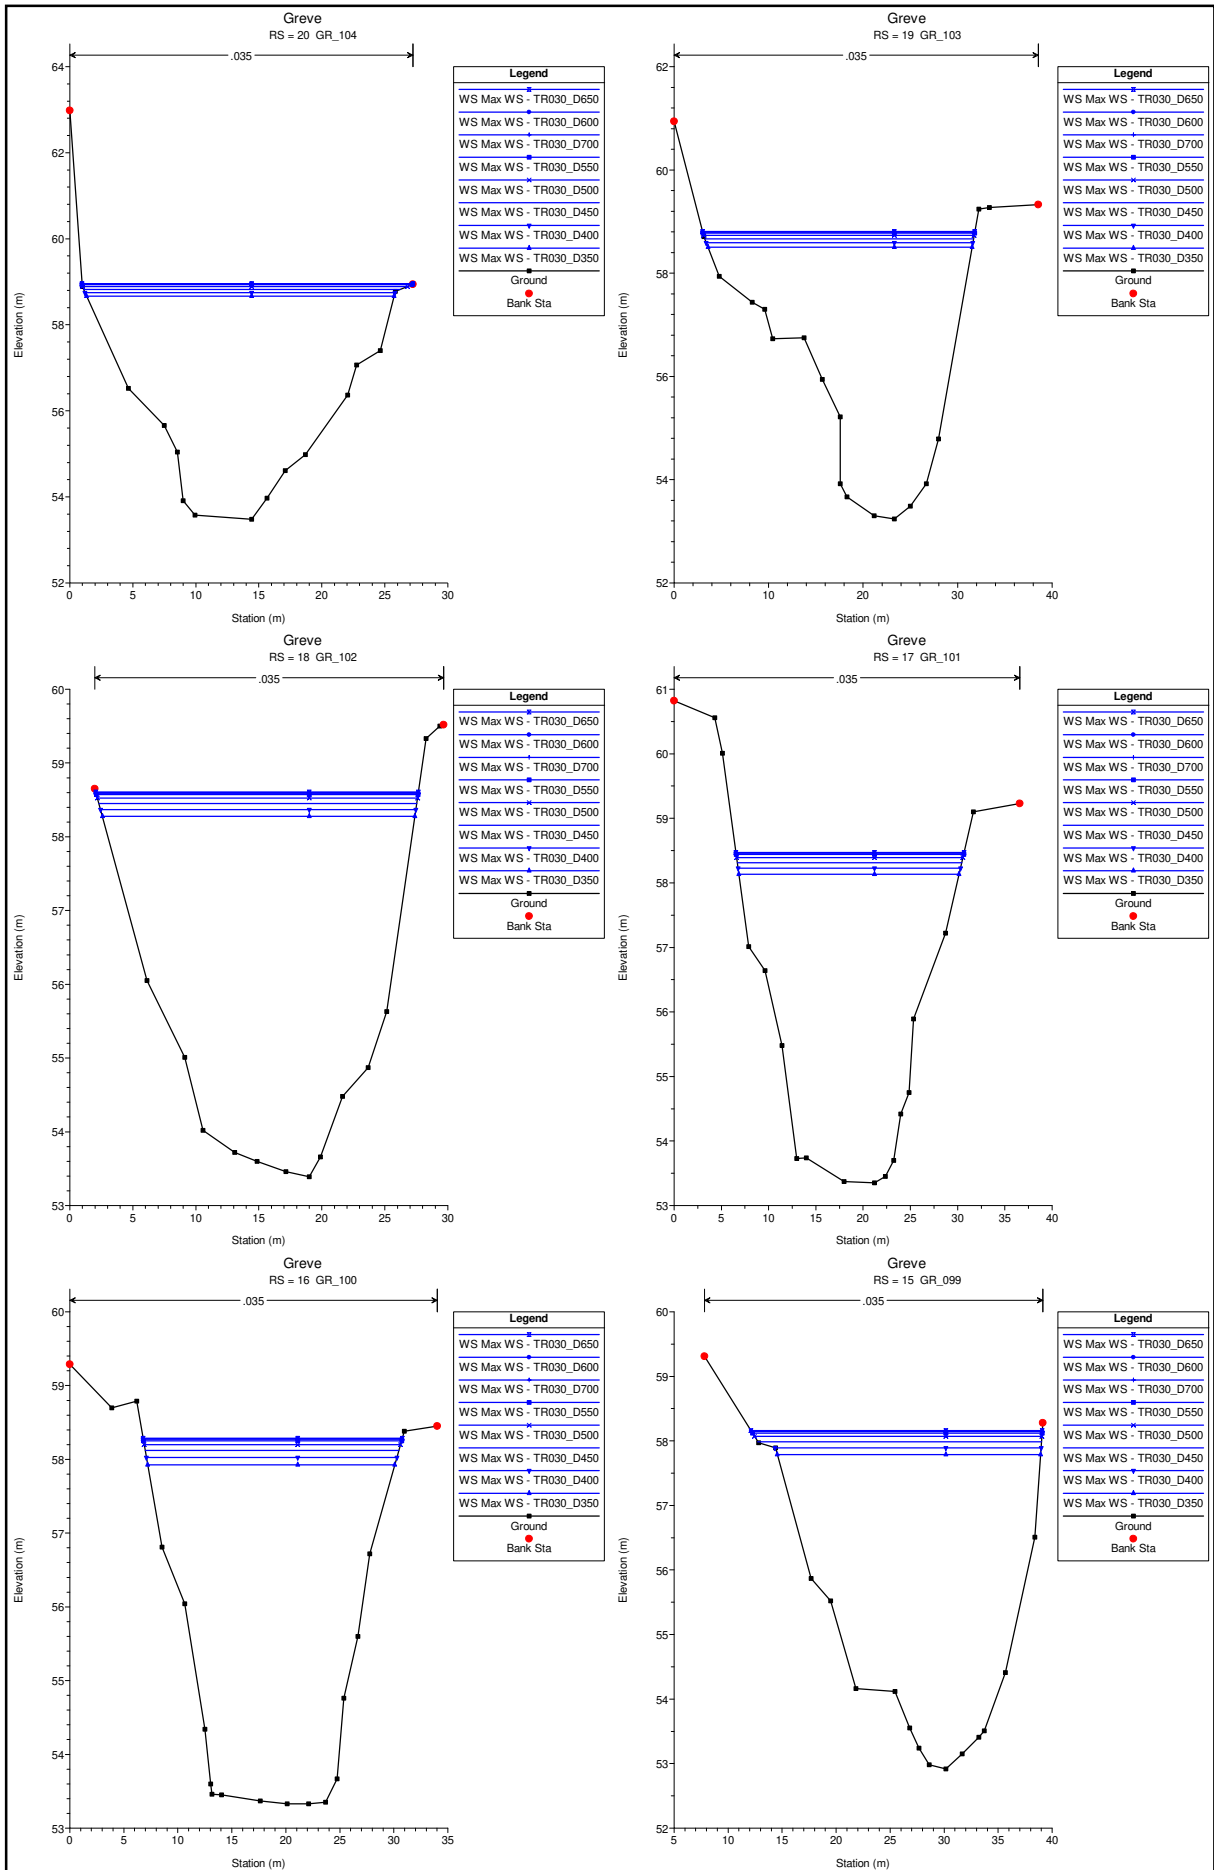 Greve
RS = 20 GR_104
.035
Legend
WS Max WS - TR030_D650
WS Max WS - TR030_D600
WS Max WS - TR030_D700
WS Max WS - TR030_D550
WS Max WS - TR030_D500
WS Max WS - TR030_D450
WS Max WS - TR030_D400
WS Max WS - TR030_D350
Ground
Bank Sta
64
62
60
58
56
54
52
Elevation (m)
0 5 10 15 20 25 30
Station (m)
Greve
RS = 19 GR_103
.035
Legend
WS Max WS - TR030_D650
WS Max WS - TR030_D600
WS Max WS - TR030_D700
WS Max WS - TR030_D550
WS Max WS - TR030_D500
WS Max WS - TR030_D450
WS Max WS - TR030_D400
WS Max WS - TR030_D350
Ground
Bank Sta
62
60
58
56
54
52
Elevation (m)
0 10 20 30 40
Station (m)
Greve
RS = 18 GR_102
.035
Legend
WS Max WS - TR030_D650
WS Max WS - TR030_D600
WS Max WS - TR030_D700
WS Max WS - TR030_D550
WS Max WS - TR030_D500
WS Max WS - TR030_D450
WS Max WS - TR030_D400
WS Max WS - TR030_D350
Ground
Bank Sta
60
59
58
57
56
55
54
53
Elevation (m)
0 5 10 15 20 25 30
Station (m)
Greve
RS = 17 GR_101
.035
Legend
WS Max WS - TR030_D650
WS Max WS - TR030_D600
WS Max WS - TR030_D700
WS Max WS - TR030_D550
WS Max WS - TR030_D500
WS Max WS - TR030_D450
WS Max WS - TR030_D400
WS Max WS - TR030_D350
Ground
Bank Sta
61
60
59
58
57
56
55
54
53
Elevation (m)
0 5 10 15 20 25 30 35 40
Station (m)
Greve
RS = 16 GR_100
.035
Legend
WS Max WS - TR030_D650
WS Max WS - TR030_D600
WS Max WS - TR030_D700
WS Max WS - TR030_D550
WS Max WS - TR030_D500
WS Max WS - TR030_D450
WS Max WS - TR030_D400
WS Max WS - TR030_D350
Ground
Bank Sta
60
59
58
57
56
55
54
53
Elevation (m)
0 5 10 15 20 25 30 35
Station (m)
Greve
RS = 15 GR_099
.035
Legend
WS Max WS - TR030_D650
WS Max WS - TR030_D600
WS Max WS - TR030_D700
WS Max WS - TR030_D550
WS Max WS - TR030_D500
WS Max WS - TR030_D450
WS Max WS - TR030_D400
WS Max WS - TR030_D350
Ground
Bank Sta
60
59
58
57
56
55
54
53
52
Elevation (m)
5 10 15 20 25 30 35 40
Station (m)